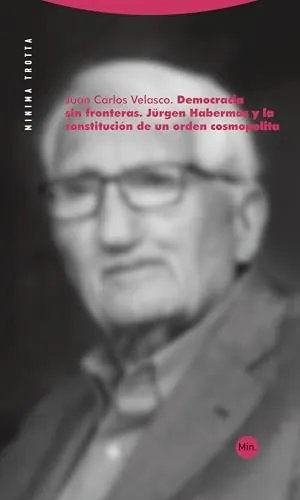 MINIMA TROTTA
Juan Carlos Velasco. Democracia
sin fronteras. Jürgen Habermas y la
constitución de un orden cosmopolita
Min.